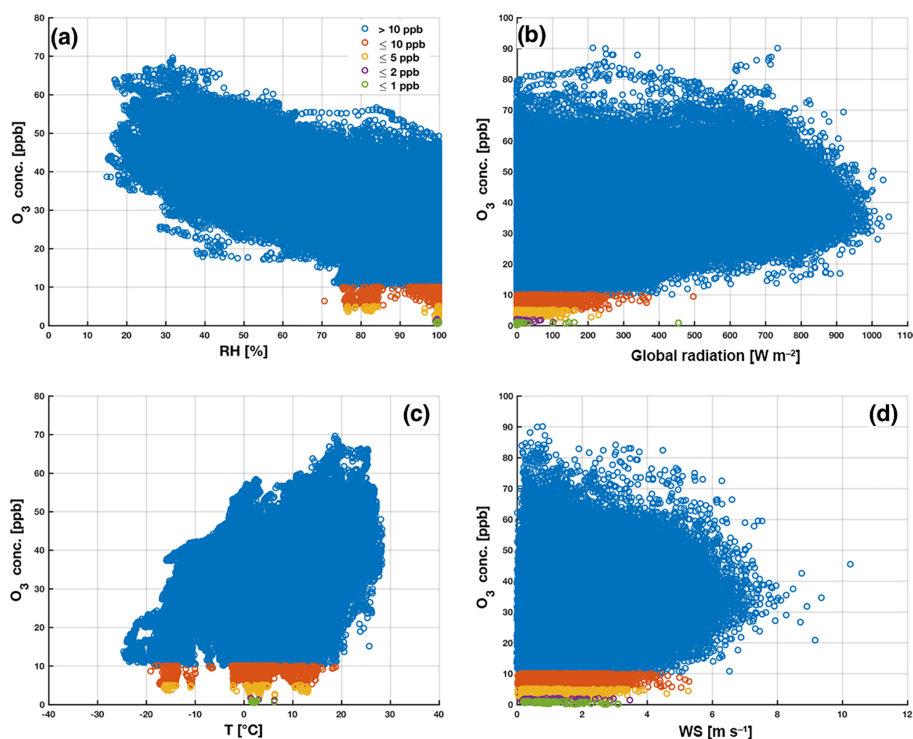 (a)
> 10 ppb
≤ 10 ppb
≤ 5 ppb
≤ 2 ppb
≤ 1 ppb
80
70
60
50
40
30
20
10
0
O₃ conc. [ppb]
0 10 20 30 40 50 60 70 80 90 100
RH [%]
(b)
100
90
80
70
60
50
40
30
20
10
0
O₃ conc. [ppb]
0 100 200 300 400 500 600 700 800 900 1000 1100
Global radiation [W m⁻²]
(c)
80
70
60
50
40
30
20
10
0
O₃ conc. [ppb]
-40 -30 -20 -10 0 10 20 30 40
T [°C]
(d)
100
90
80
70
60
50
40
30
20
10
0
O₃ conc. [ppb]
0 2 4 6 8 10 12
WS [m s⁻¹]